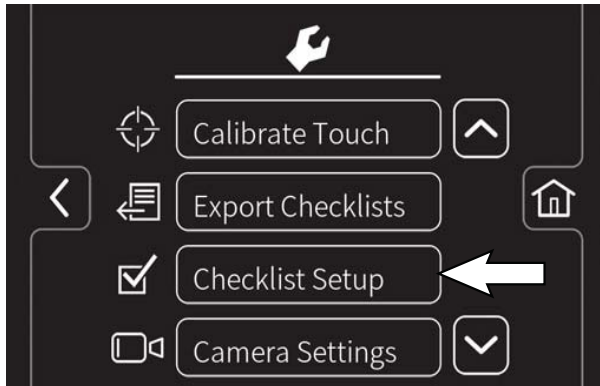 Calibrate Touch
Export Checklists
Checklist Setup
Camera Settings